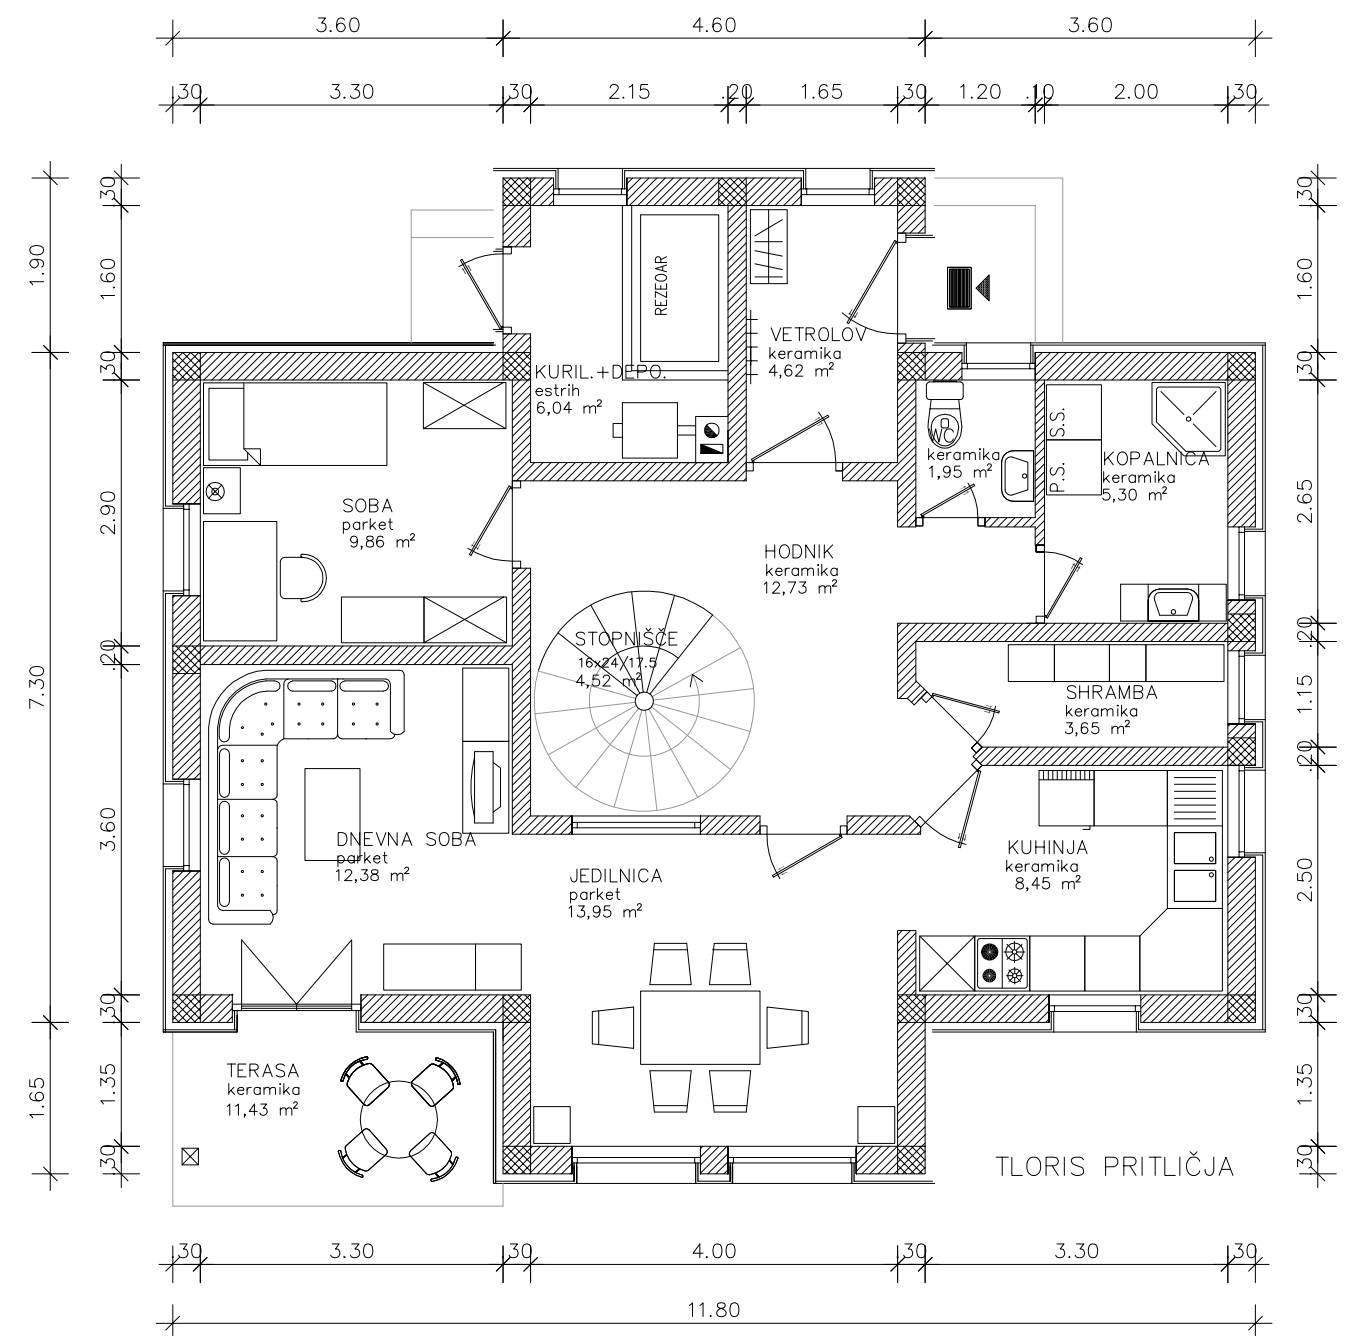 3.60 4.60 3.60
.30 3.30 .30 2.15 .20 1.65 .30 1.20 .10 2.00 .30
1.90
7.30
1.65
.30
1.60
.30
2.90
.20
3.60
.30
1.35
.30
REZEOAR
KURIL.+DEPO.
estrih
6,04 m²
VETROLOV
keramika
4,62 m²
WC
keramika
1,95 m²
S.S.
P.S.
KOPALNICA
keramika
5,30 m²
SOBA
parket
9,86 m²
HODNIK
keramika
12,73 m²
STOPNIŠČE
16x24/17.5
4,52 m²
SHRAMBA
keramika
3,65 m²
DNEVNA SOBA
parket
12,38 m²
JEDILNICA
parket
13,95 m²
KUHINJA
keramika
8,45 m²
TERASA
keramika
11,43 m²
TLORIS PRITLIČJA
.30
1.60
.30
2.65
.20
1.15
.20
2.50
.30
1.35
.30
.30 3.30 .30 4.00 .30 3.30 .30
11.80